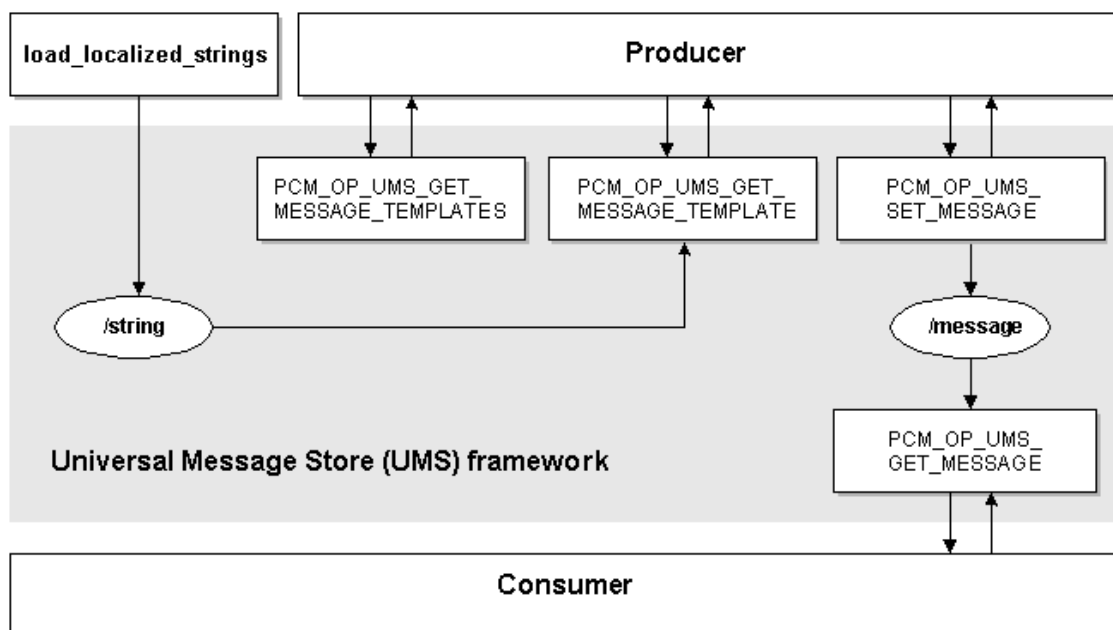 load_localized_strings
Producer
PCM_OP_UMS_GET_
MESSAGE_TEMPLATES
PCM_OP_UMS_GET_
MESSAGE_TEMPLATE
PCM_OP_UMS_
SET_MESSAGE
/string
/message
PCM_OP_UMS_
GET_MESSAGE
Universal Message Store (UMS) framework
Consumer